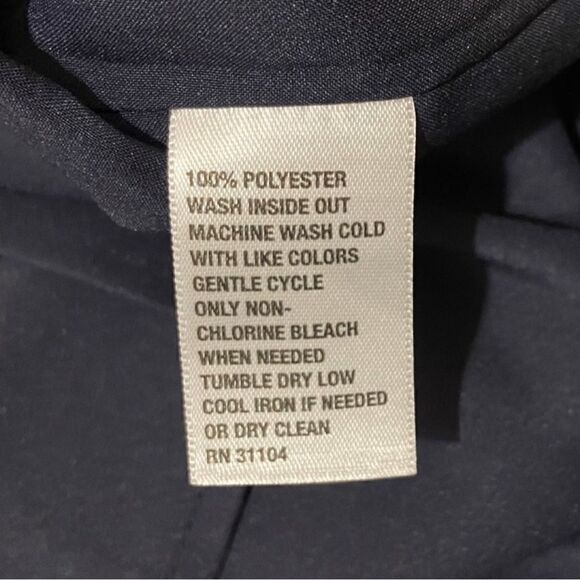 100% POLYESTER
WASH INSIDE OUT
MACHINE WASH COLD
WITH LIKE COLORS
GENTLE CYCLE
ONLY NON-
CHLORINE BLEACH
WHEN NEEDED
TUMBLE DRY LOW
COOL IRON IF NEEDED
OR DRY CLEAN
RN 31104